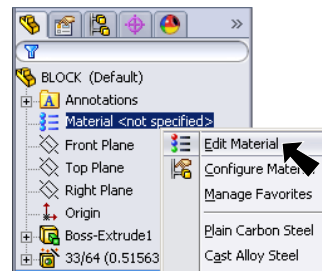 »
BLOCK (Default)
A Annotations
Material <not specified>
Front Plane
Top Plane
Right Plane
Origin
Boss-Extrude1
33/64 (0.51563
Edit Material
Configure Mater
Manage Favorites
Plain Carbon Steel
Cast Alloy Steel